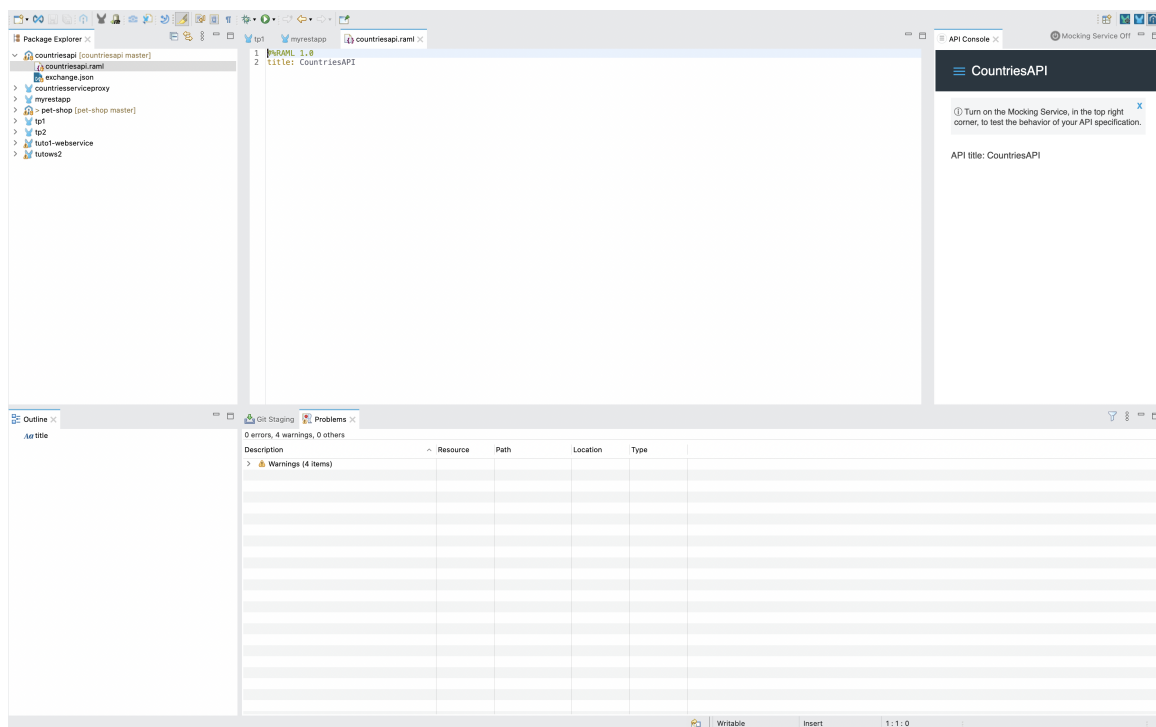 Package Explorer
countriesapi [countriesapi master]
countriesapi.raml
exchange.json
countriesserviceproxy
myrestapp
> pet-shop [pet-shop master]
tp1
tp2
tuto1-webservice
tutows2
tp1
myrestapp
countriesapi.raml
1 #%RAML 1.0
2 title: CountriesAPI
API Console
Mocking Service Off
CountriesAPI
Turn on the Mocking Service, in the top right
corner, to test the behavior of your API specification.
X
API title: CountriesAPI
Outline
Aa title
Git Staging
Problems
0 errors, 4 warnings, 0 others
Description Resource Path Location Type
Warnings (4 items)
Writable Insert 1 : 1 : 0